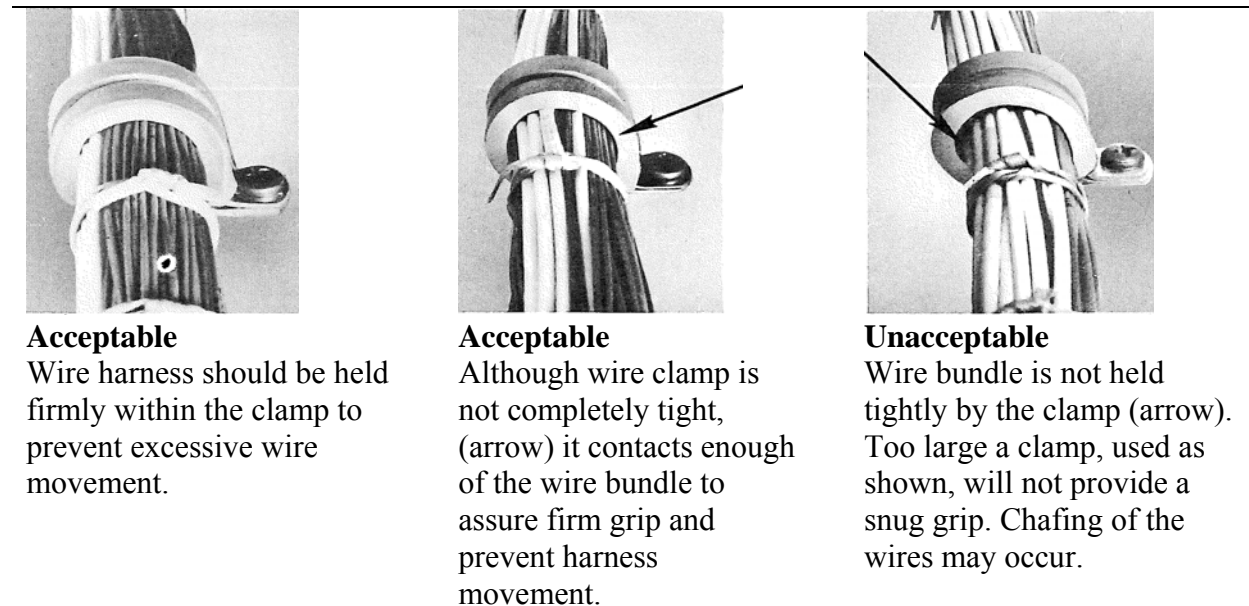 Acceptable
Wire harness should be held
firmly within the clamp to
prevent excessive wire
movement.
Acceptable
Although wire clamp is
not completely tight,
(arrow) it contacts enough
of the wire bundle to
assure firm grip and
prevent harness
movement.
Unacceptable
Wire bundle is not held
tightly by the clamp (arrow).
Too large a clamp, used as
shown, will not provide a
snug grip. Chafing of the
wires may occur.